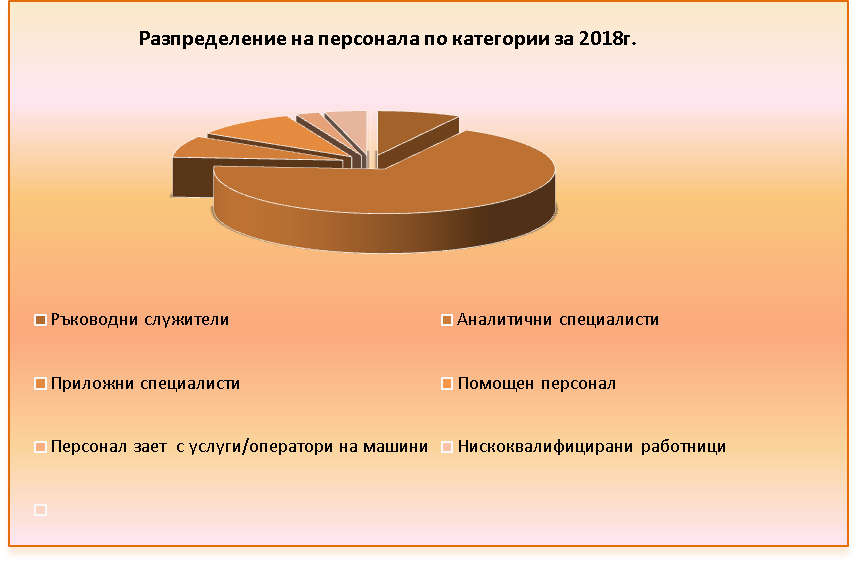 Разпределение на персонала по категории за 2018г.
Ръководни служители
Аналитични специалисти
Приложни специалисти
Помощен персонал
Персонал зает с услуги/оператори на машини
Нискоквалифицирани работници